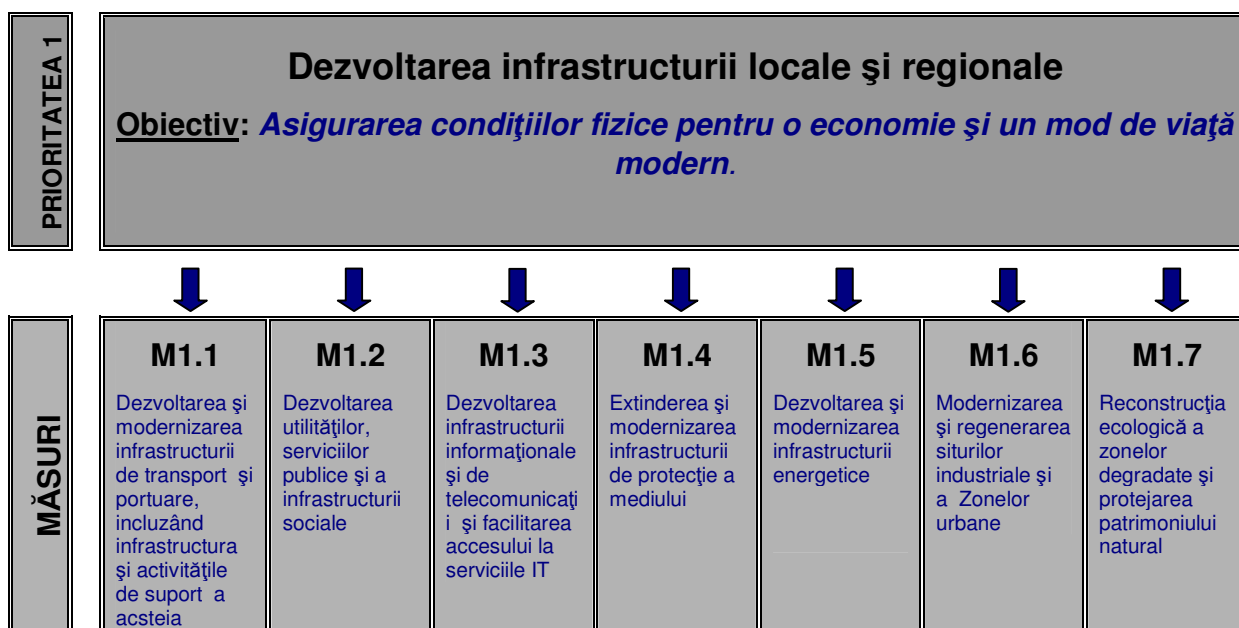 PRIORITATEA 1
Dezvoltarea infrastructurii locale şi regionale
Obiectiv: Asigurarea condiţiilor fizice pentru o economie şi un mod de viaţă
modern.
MĂSURI
M1.1
Dezvoltarea şi
modernizarea
infrastructurii
de transport şi
portuare,
incluzând
infrastructura
şi activităţile
de suport a
acsteia
M1.2
Dezvoltarea
utilităţilor,
serviciilor
publice şi a
infrastructurii
sociale
M1.3
Dezvoltarea
infrastructurii
informaţionale
şi de
telecomunicaţi
i şi facilitarea
accesului la
serviciile IT
M1.4
Extinderea şi
modernizarea
infrastructurii
de protecţie a
mediului
M1.5
Dezvoltarea şi
modernizarea
infrastructurii
energetice
M1.6
Modernizarea
şi regenerarea
siturilor
industriale şi
a Zonelor
urbane
M1.7
Reconstrucţia
ecologică a
zonelor
degradate şi
protejarea
patrimoniului
natural